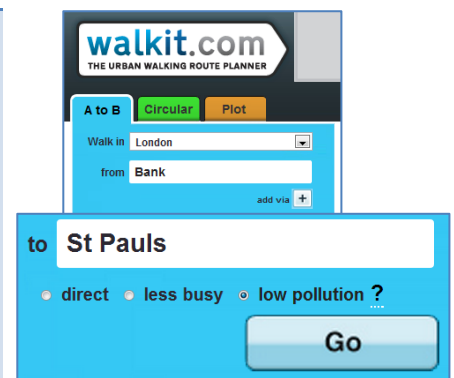 walkit.com
THE URBAN WALKING ROUTE PLANNER
A to B Circular Plot
Walk in London
from Bank
add via +
to St Pauls
direct less busy low pollution ?
Go